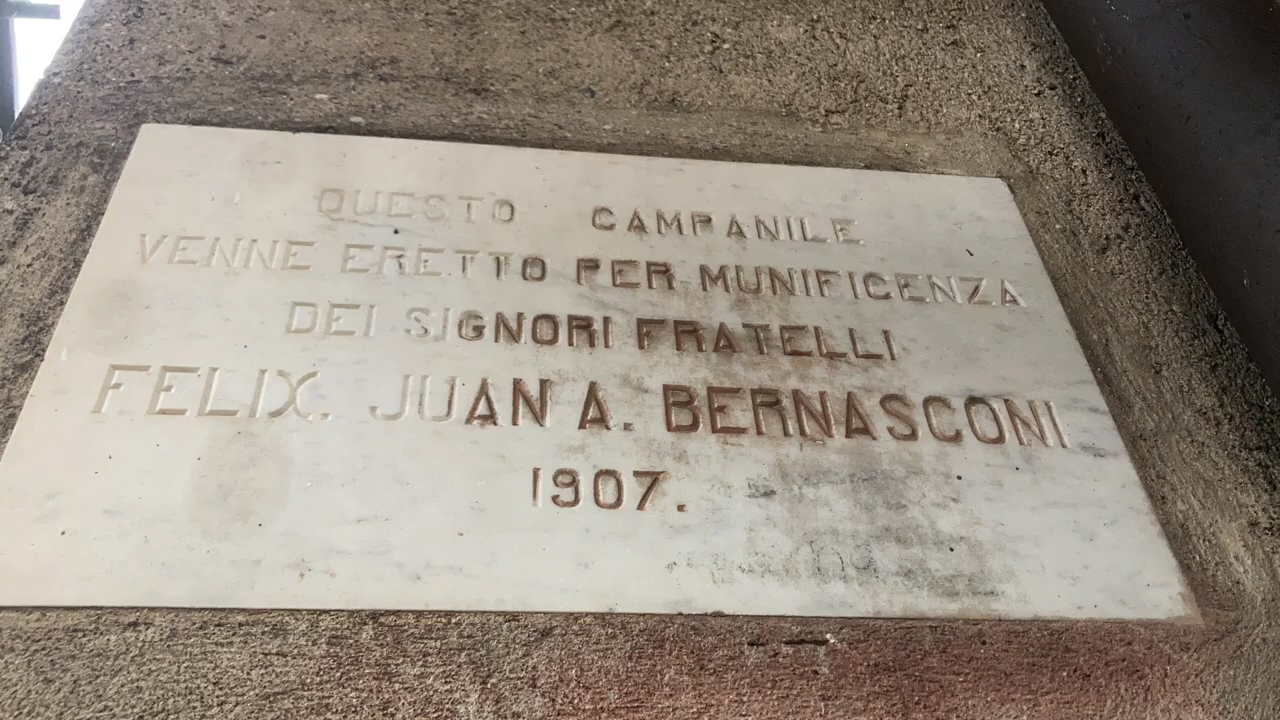 QUESTO CAMPANILE
VENNE ERETTO PER MUNIFICENZA
DEI SIGNORI FRATELLI
FELIX. JUAN A. BERNASCONI
1907.